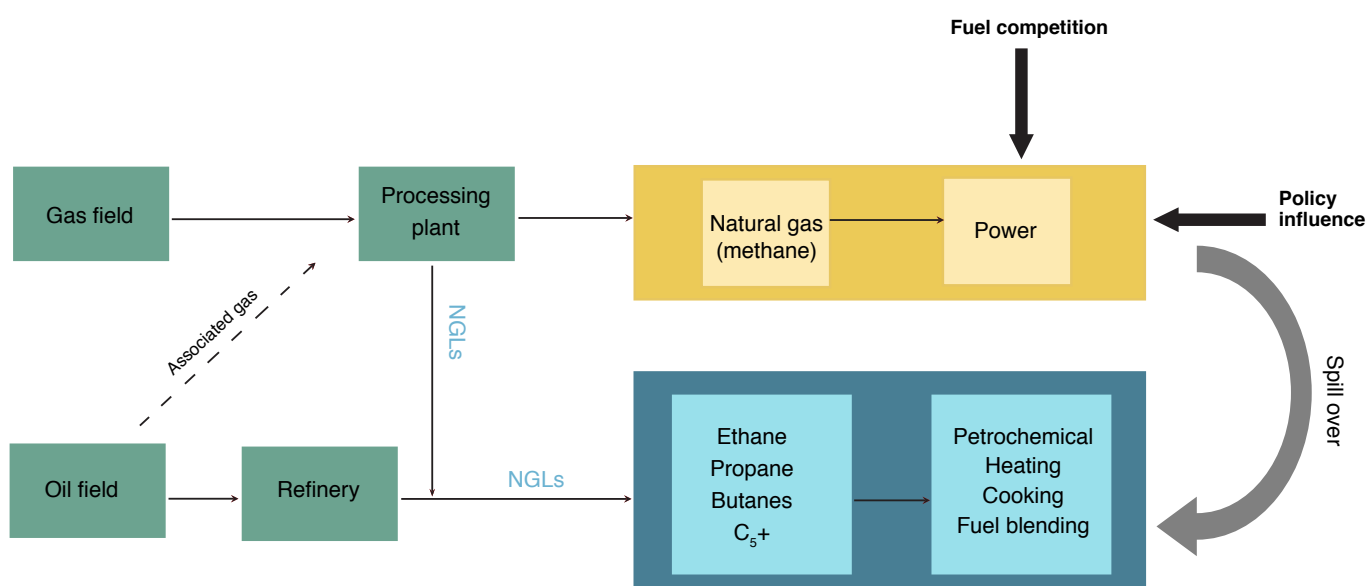 Fuel competition
Gas field
Processing
plant
Natural gas
(methane)
Power
Policy
influence
Associated gas
NGLs
Spill over
Oil field
Refinery
NGLs
Ethane
Propane
Butanes
C₅+
Petrochemical
Heating
Cooking
Fuel blending